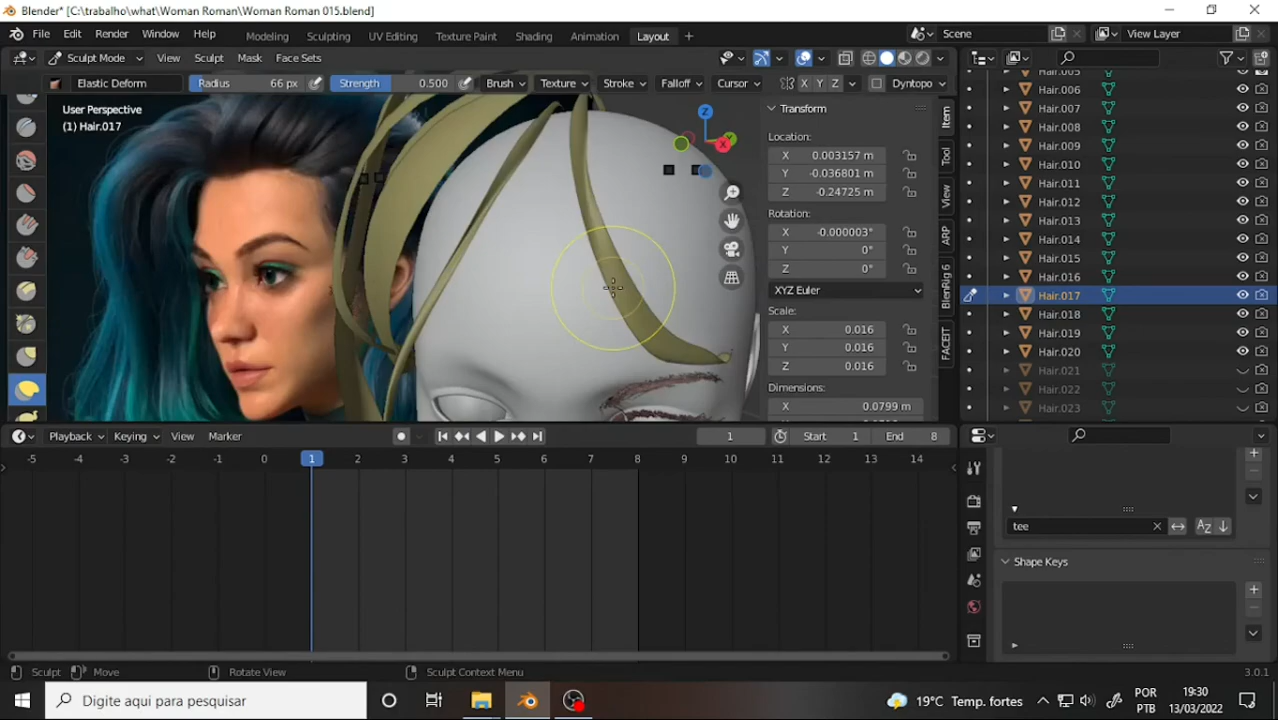 Blender* [C:\trabalho\what\Woman Roman\Woman Roman 015.blend]
File Edit Render Window Help Modeling Sculpting UV Editing Texture Paint Shading Animation Layout Scene View Layer
Sculpt Mode View Sculpt Mask Face Sets
Elastic Deform Radius 66 px Strength 0.500 Brush Texture Stroke Falloff Cursor X Y Z Dyntopo
User Perspective
(1) Hair.017
Z
Y
X
Transform
Location:
X 0.003157 m
Y -0.036801 m
Z -0.24725 m
Rotation:
X -0.000003°
Y 0°
Z 0°
XYZ Euler
Scale:
X 0.016
Y 0.016
Z 0.016
Dimensions:
X 0.0799 m
Item
Tool
View
ARP
BlenRig 6
FACEIT
Hair.005
Hair.006
Hair.007
Hair.008
Hair.009
Hair.010
Hair.011
Hair.012
Hair.013
Hair.014
Hair.015
Hair.016
Hair.017
Hair.018
Hair.019
Hair.020
Hair.021
Hair.022
Hair.023
Playback Keying View Marker 1 Start 1 End 8
-5 -4 -3 -2 -1 0 1 2 3 4 5 6 7 8 9 10 11 12 13 14
tee
Shape Keys
Sculpt Move Rotate View Sculpt Context Menu 3.0.1
Digite aqui para pesquisar 19°C Temp. fortes POR 19:30
PTB 13/03/2022